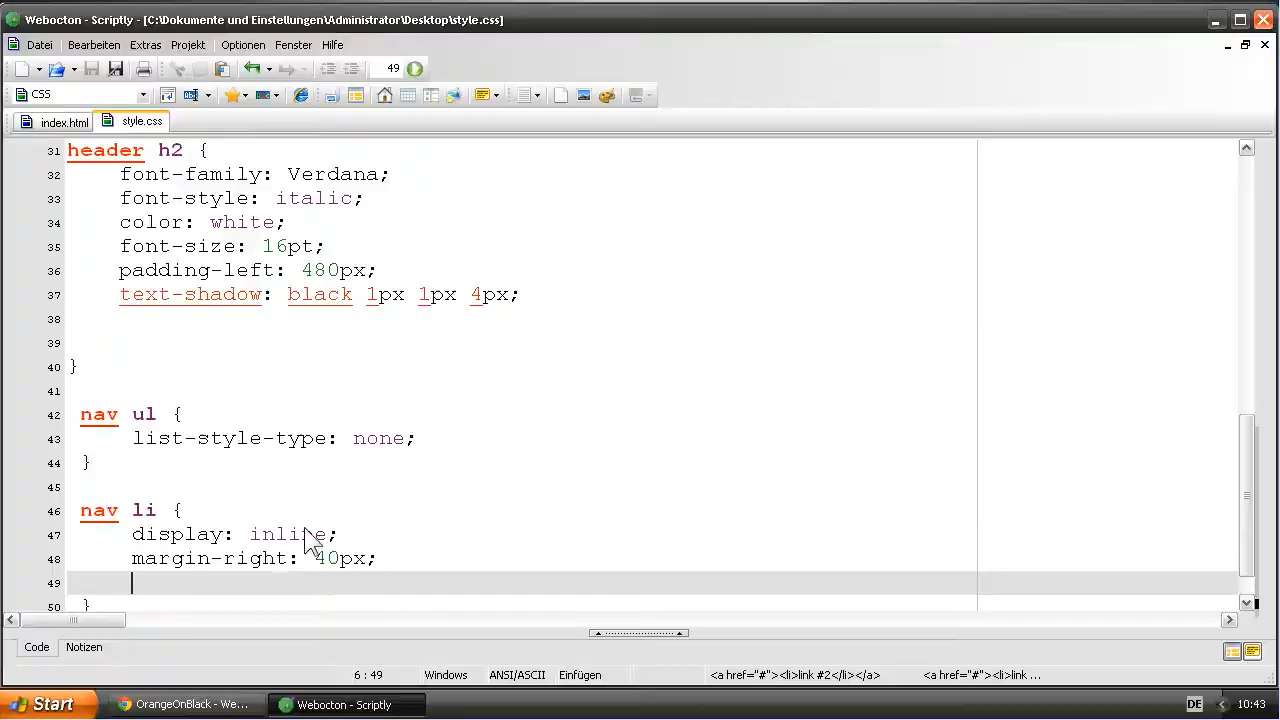 Webocton - Scriptly - [C:\Dokumente und Einstellungen\Administrator\Desktop\style.css]
Datei Bearbeiten Extras Projekt Optionen Fenster Hilfe
49
CSS
index.html style.css
31 header h2 {
32 font-family: Verdana;
33 font-style: italic;
34 color: white;
35 font-size: 16pt;
36 padding-left: 480px;
37 text-shadow: black 1px 1px 4px;
38
39
40 }
41
42 nav ul {
43 list-style-type: none;
44 }
45
46 nav li {
47 display: inline;
48 margin-right: 40px;
49
50 }
Code Notizen
6 : 49 Windows ANSI/ASCII Einfügen <a href="#"><li>link #2</li></a> <a href="#"><li>link ...
Start OrangeOnBlack - We... Webocton - Scriptly DE 10:43